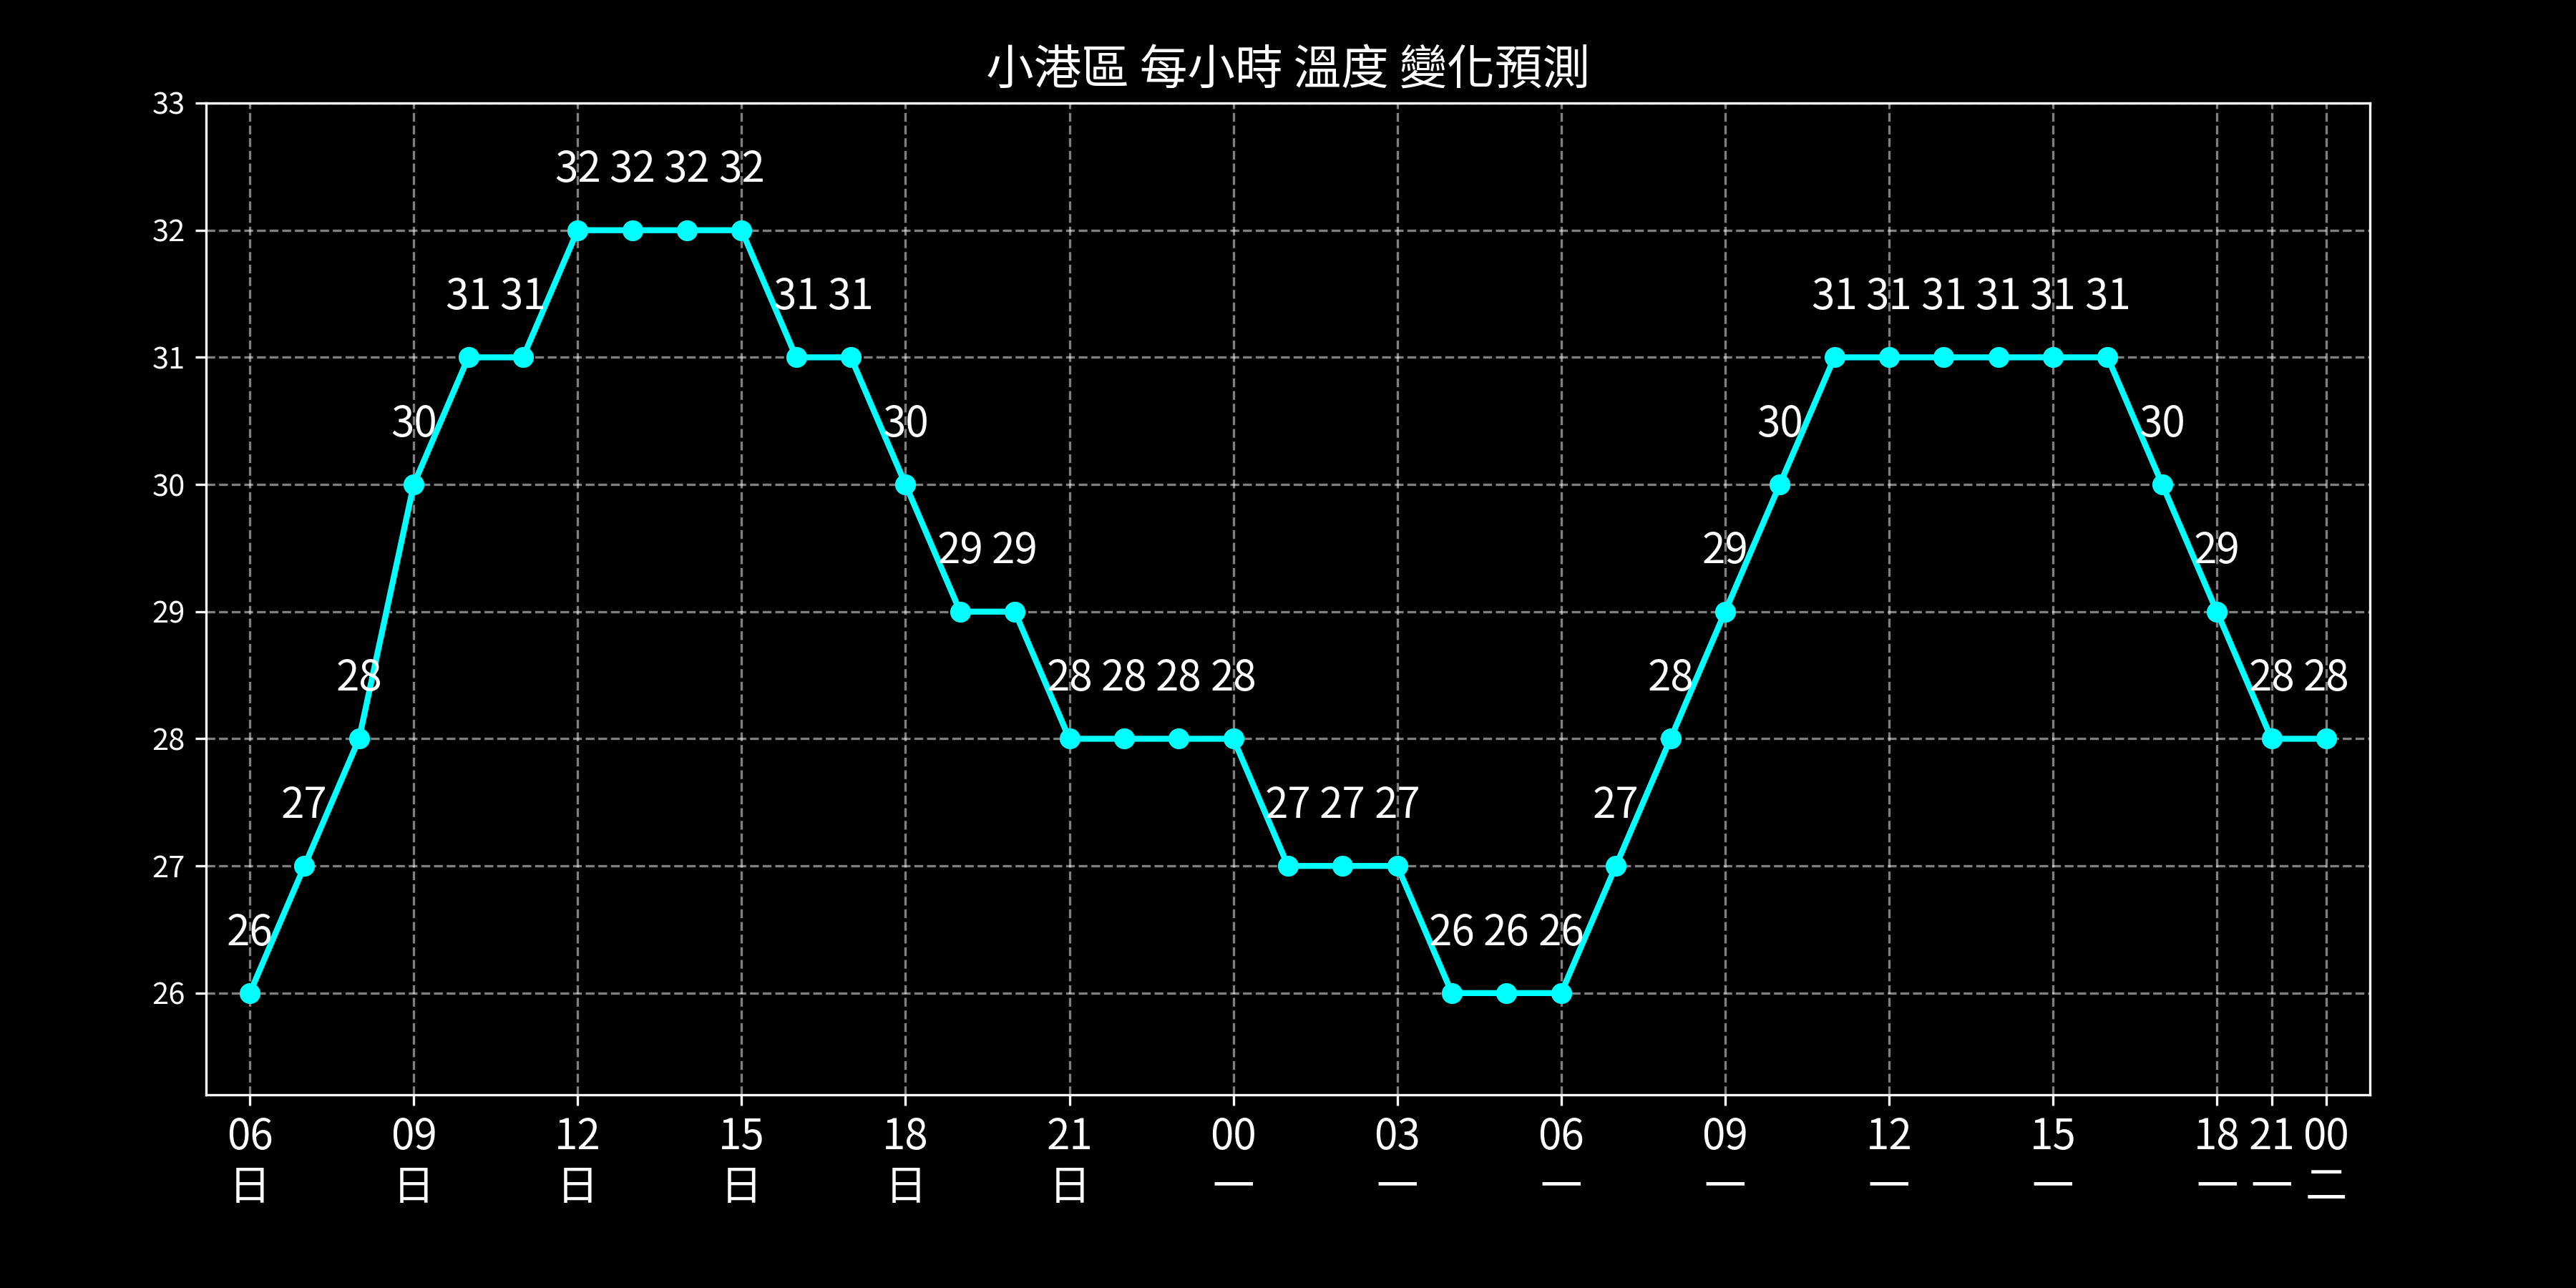 小港區 每小時 溫度 變化預測
33
32 32 32 32
32
31 31 31 31 31 31 31 31 31 31
31
30 30 30 30
30
29 29 29 29
29
28 28 28 28 28 28 28 28
28
27 27 27 27 27
27
26 26 26 26
26
06 09 12 15 18 21 00 03 06 09 12 15 18 21 00
日 日 日 日 日 日 一 一 一 一 一 一 一 一 二